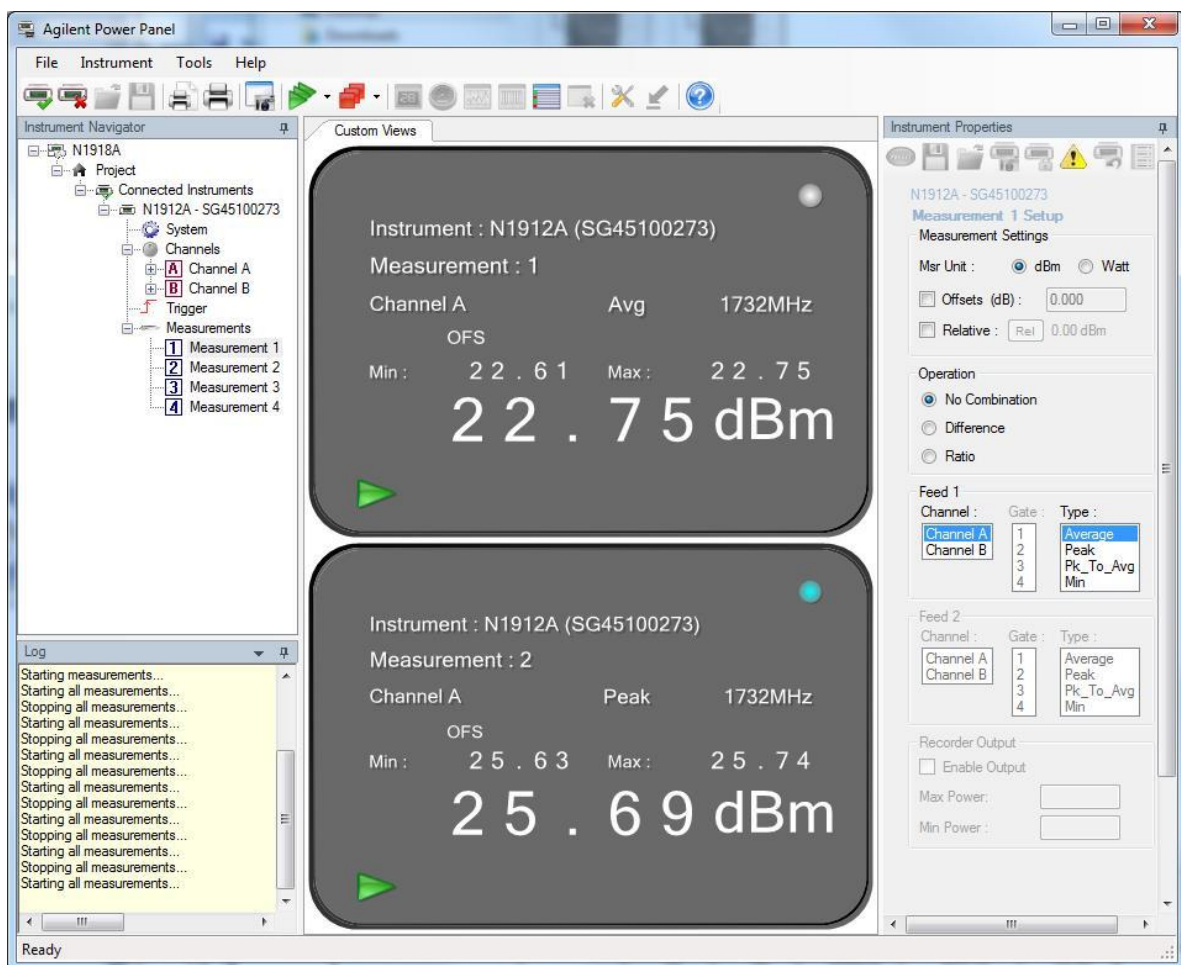 Agilent Power Panel
File Instrument Tools Help
Instrument Navigator
N1918A
Project
Connected Instruments
N1912A - SG45100273
System
Channels
A Channel A
B Channel B
Trigger
Measurements
1 Measurement 1
2 Measurement 2
3 Measurement 3
4 Measurement 4
Log
Starting measurements...
Starting all measurements...
Stopping all measurements...
Starting all measurements...
Stopping all measurements...
Starting all measurements...
Stopping all measurements...
Starting all measurements...
Stopping all measurements...
Starting all measurements...
Stopping all measurements...
Starting all measurements...
Stopping all measurements...
Starting all measurements...
Custom Views
Instrument : N1912A (SG45100273)
Measurement : 1
Channel A Avg 1732MHz
OFS
Min : 22.61 Max : 22.75
22.75 dBm
Instrument : N1912A (SG45100273)
Measurement : 2
Channel A Peak 1732MHz
OFS
Min : 25.63 Max : 25.74
25.69 dBm
Instrument Properties
N1912A - SG45100273
Measurement 1 Setup
Measurement Settings
Msr Unit : dBm Watt
Offsets (dB) : 0.000
Relative : Rel 0.00 dBm
Operation
No Combination
Difference
Ratio
Feed 1
Channel : Gate : Type :
Channel A 1 Average
Channel B 2 Peak
3 Pk_To_Avg
4 Min
Feed 2
Channel : Gate : Type :
Channel A 1 Average
Channel B 2 Peak
3 Pk_To_Avg
4 Min
Recorder Output
Enable Output
Max Power:
Min Power :
Ready